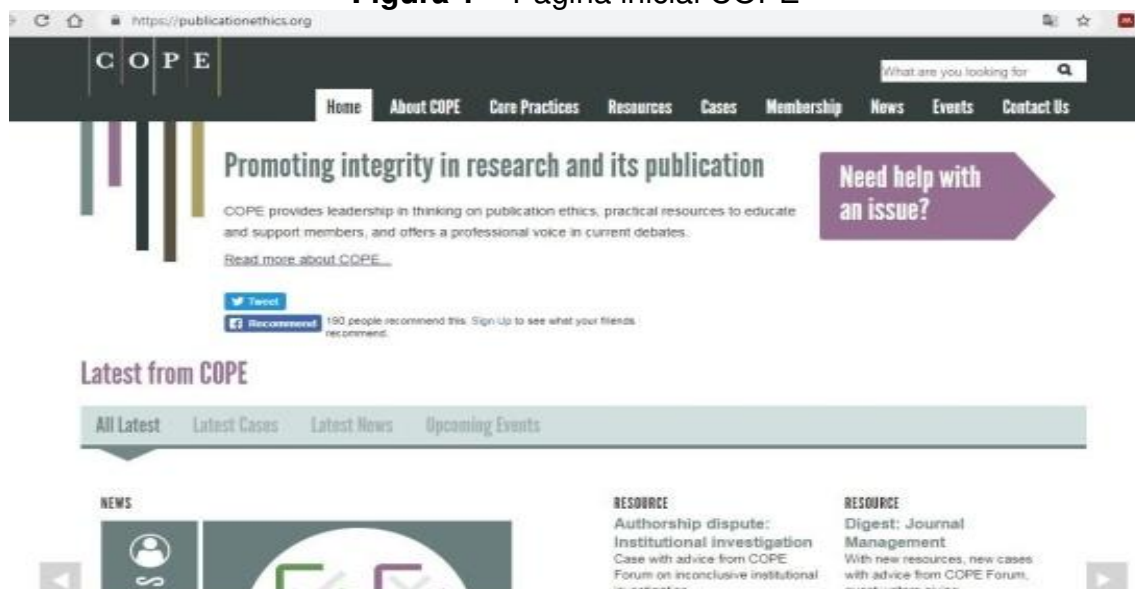 Figura 1 – Página inicial COPE
https://publicationethics.org
COPE
What are you looking for
Home About COPE Core Practices Resources Cases Membership News Events Contact Us
Promoting integrity in research and its publication
COPE provides leadership in thinking on publication ethics, practical resources to educate
and support members, and offers a professional voice in current debates.
Read more about COPE...
Need help with
an issue?
Tweet
Recommend 190 people recommend this. Sign Up to see what your friends
recommend.
Latest from COPE
All Latest Latest Cases Latest News Upcoming Events
NEWS
RESOURCE
Authorship dispute:
Institutional investigation
Case with advice from COPE
Forum on inconclusive institutional
RESOURCE
Digest: Journal
Management
With new resources, new cases
with advice from COPE Forum,